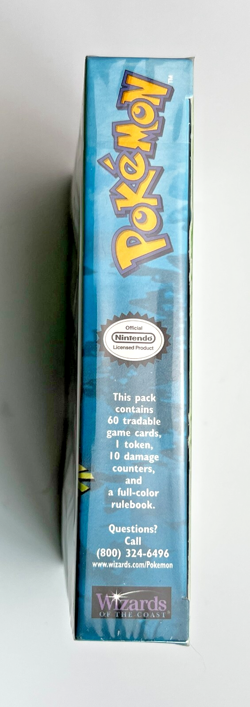 POKéMON™
Official
Nintendo
Licensed Product
This pack
contains
60 tradable
game cards,
1 token,
10 damage
counters,
and
a full-color
rulebook.
Questions?
Call
(800) 324-6496
www.wizards.com/Pokemon
Wizards
OF THE COAST